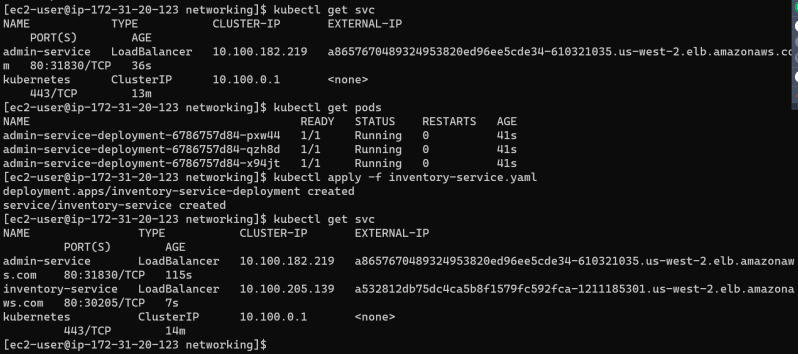 [ec2-user@ip-172-31-20-123 networking]$ kubectl get svc
NAME            TYPE           CLUSTER-IP       EXTERNAL-IP
    PORT(S)        AGE
admin-service   LoadBalancer   10.100.182.219   a8657670489324953820ed96ee5cde34-610321035.us-west-2.elb.amazonaws.co
m   80:31830/TCP   36s
kubernetes      ClusterIP      10.100.0.1       <none>
    443/TCP        13m
[ec2-user@ip-172-31-20-123 networking]$ kubectl get pods
NAME                                        READY   STATUS    RESTARTS   AGE
admin-service-deployment-6786757d84-pxw44   1/1     Running   0          41s
admin-service-deployment-6786757d84-qzh8d   1/1     Running   0          41s
admin-service-deployment-6786757d84-x94jt   1/1     Running   0          41s
[ec2-user@ip-172-31-20-123 networking]$ kubectl apply -f inventory-service.yaml
deployment.apps/inventory-service-deployment created
service/inventory-service created
[ec2-user@ip-172-31-20-123 networking]$ kubectl get svc
NAME                TYPE           CLUSTER-IP       EXTERNAL-IP
        PORT(S)        AGE
admin-service       LoadBalancer   10.100.182.219   a8657670489324953820ed96ee5cde34-610321035.us-west-2.elb.amazonaw
s.com   80:31830/TCP   115s
inventory-service   LoadBalancer   10.100.205.139   a532812db75dc4ca5b8f1579fc592fca-1211185301.us-west-2.elb.amazona
ws.com   80:30205/TCP   7s
kubernetes          ClusterIP      10.100.0.1       <none>
        443/TCP        14m
[ec2-user@ip-172-31-20-123 networking]$